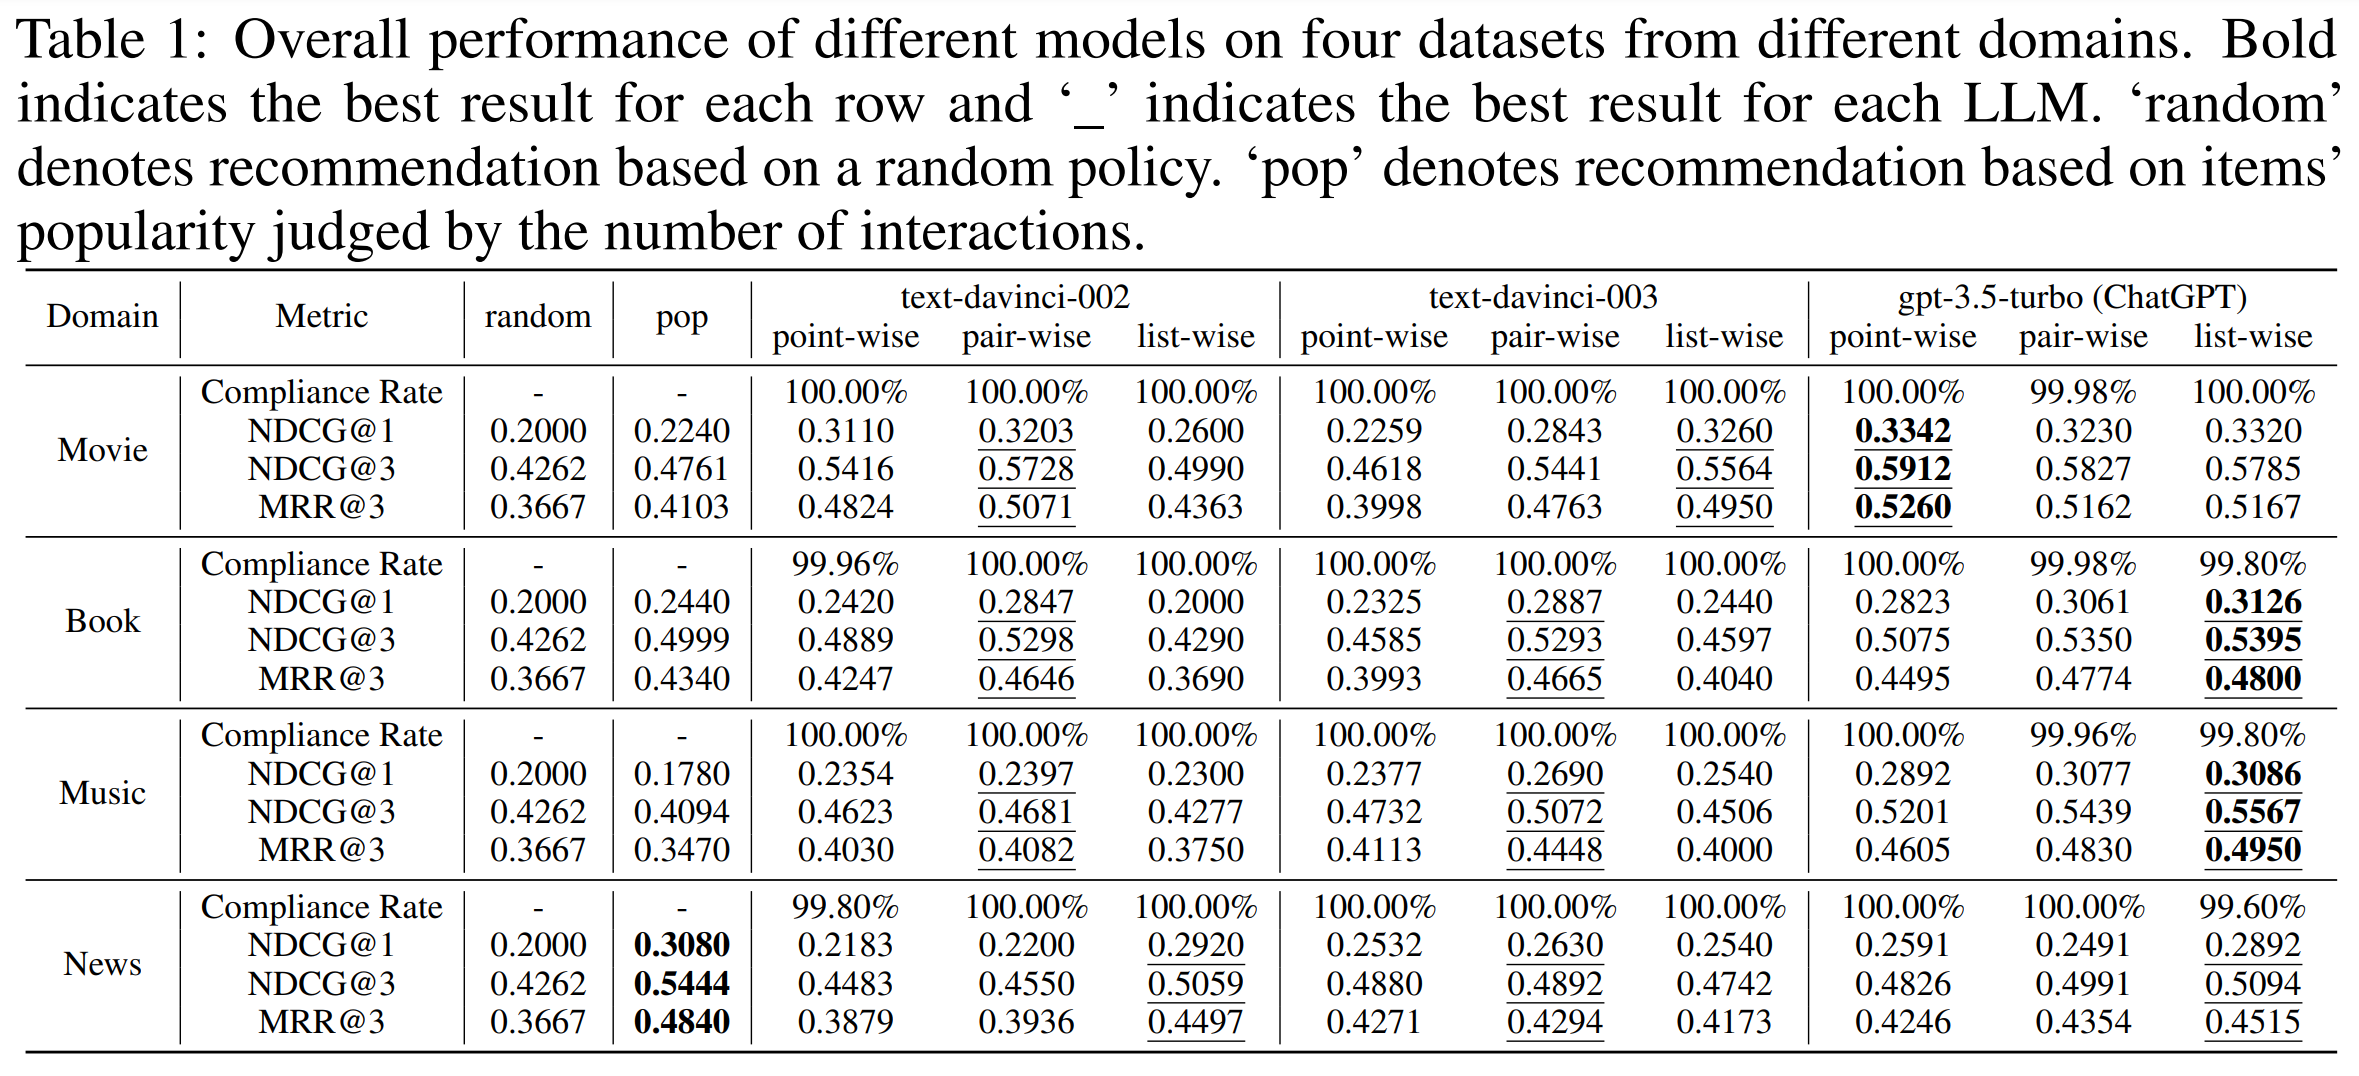 Table 1: Overall performance of different models on four datasets from different domains. Bold
indicates the best result for each row and ‘_’ indicates the best result for each LLM. ‘random’
denotes recommendation based on a random policy. ‘pop’ denotes recommendation based on items’
popularity judged by the number of interactions.
Domain Metric random pop text-davinci-002 text-davinci-003 gpt-3.5-turbo (ChatGPT)
point-wise pair-wise list-wise point-wise pair-wise list-wise point-wise pair-wise list-wise
Movie
Compliance Rate - - 100.00% 100.00% 100.00% 100.00% 100.00% 100.00% 100.00% 99.98% 100.00%
NDCG@1 0.2000 0.2240 0.3110 0.3203 0.2600 0.2259 0.2843 0.3260 0.3342 0.3230 0.3320
NDCG@3 0.4262 0.4761 0.5416 0.5728 0.4990 0.4618 0.5441 0.5564 0.5912 0.5827 0.5785
MRR@3 0.3667 0.4103 0.4824 0.5071 0.4363 0.3998 0.4763 0.4950 0.5260 0.5162 0.5167
Book
Compliance Rate - - 99.96% 100.00% 100.00% 100.00% 100.00% 100.00% 100.00% 99.98% 99.80%
NDCG@1 0.2000 0.2440 0.2420 0.2847 0.2000 0.2325 0.2887 0.2440 0.2823 0.3061 0.3126
NDCG@3 0.4262 0.4999 0.4889 0.5298 0.4290 0.4585 0.5293 0.4597 0.5075 0.5350 0.5395
MRR@3 0.3667 0.4340 0.4247 0.4646 0.3690 0.3993 0.4665 0.4040 0.4495 0.4774 0.4800
Music
Compliance Rate - - 100.00% 100.00% 100.00% 100.00% 100.00% 100.00% 100.00% 99.96% 99.80%
NDCG@1 0.2000 0.1780 0.2354 0.2397 0.2300 0.2377 0.2690 0.2540 0.2892 0.3077 0.3086
NDCG@3 0.4262 0.4094 0.4623 0.4681 0.4277 0.4732 0.5072 0.4506 0.5201 0.5439 0.5567
MRR@3 0.3667 0.3470 0.4030 0.4082 0.3750 0.4113 0.4448 0.4000 0.4605 0.4830 0.4950
News
Compliance Rate - - 99.80% 100.00% 100.00% 100.00% 100.00% 100.00% 100.00% 100.00% 99.60%
NDCG@1 0.2000 0.3080 0.2183 0.2200 0.2920 0.2532 0.2630 0.2540 0.2591 0.2491 0.2892
NDCG@3 0.4262 0.5444 0.4483 0.4550 0.5059 0.4880 0.4892 0.4742 0.4826 0.4991 0.5094
MRR@3 0.3667 0.4840 0.3879 0.3936 0.4497 0.4271 0.4294 0.4173 0.4246 0.4354 0.4515